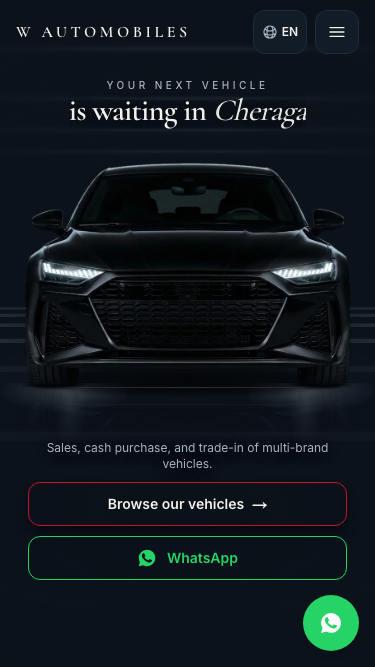 W AUTOMOBILES
EN
YOUR NEXT VEHICLE
is waiting in Cheraga
Sales, cash purchase, and trade-in of multi-brand
vehicles.
Browse our vehicles →
WhatsApp